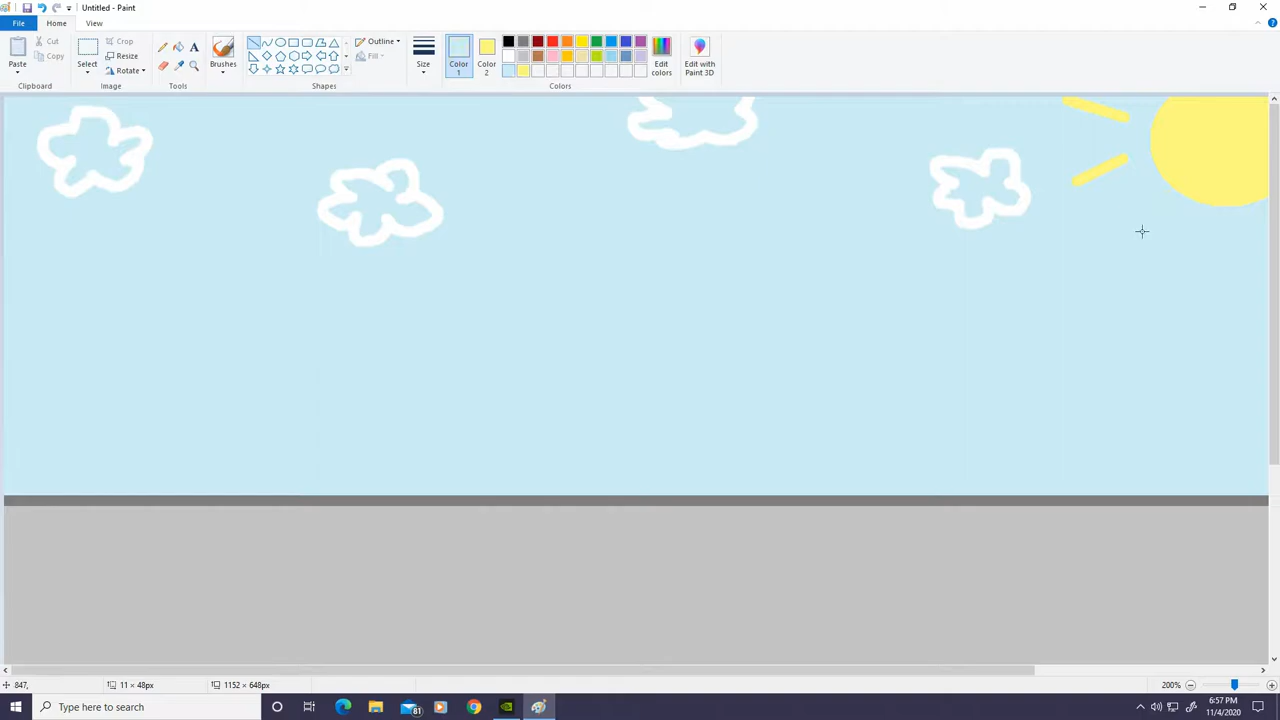 Untitled - Paint
File Home View
Paste
Cut
Copy
Clipboard
Select
Crop
Resize
Rotate
Image
A
Tools
Brushes
Outline
Fill
Shapes
Size
Color 1
Color 2
Edit colors
Colors
Edit with Paint 3D
847,
11 × 48px
1152 × 648px
200%
Type here to search
81
6:57 PM
11/4/2020